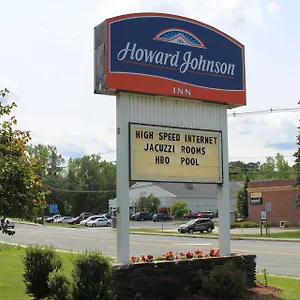 Howard Johnson
INN
HIGH SPEED INTERNET
JACUZZI ROOMS
HBO POOL